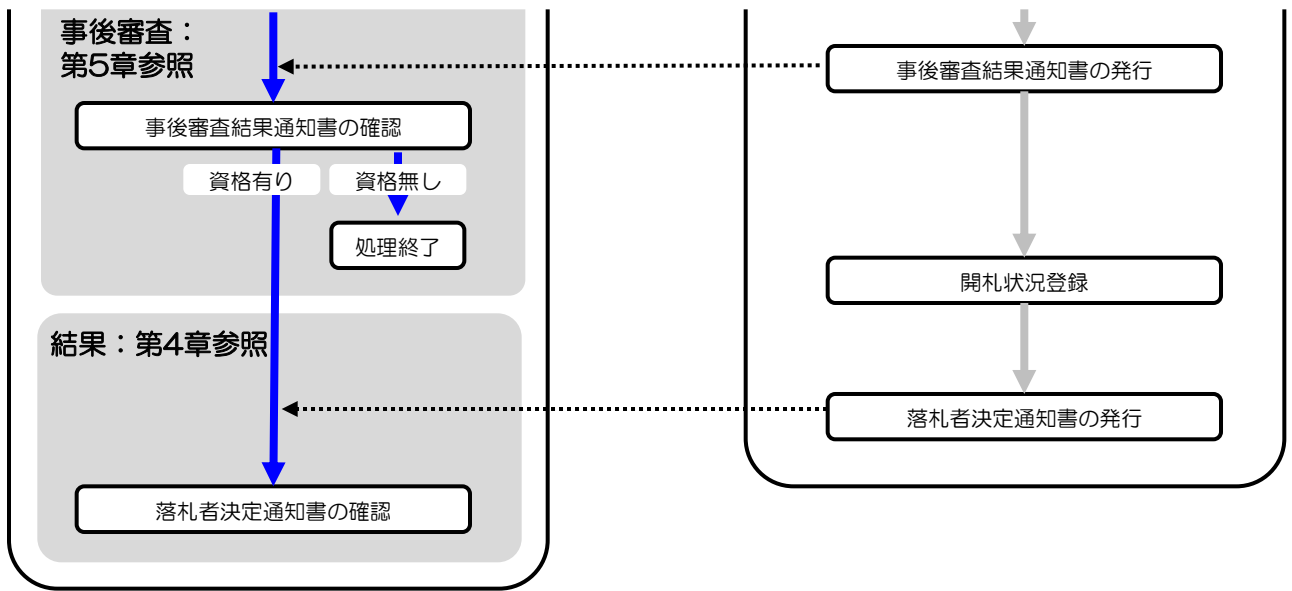 事後審査：
第5章参照
事後審査結果通知書の確認
資格有り
資格無し
処理終了
結果：第4章参照
落札者決定通知書の確認
事後審査結果通知書の発行
開札状況登録
落札者決定通知書の発行